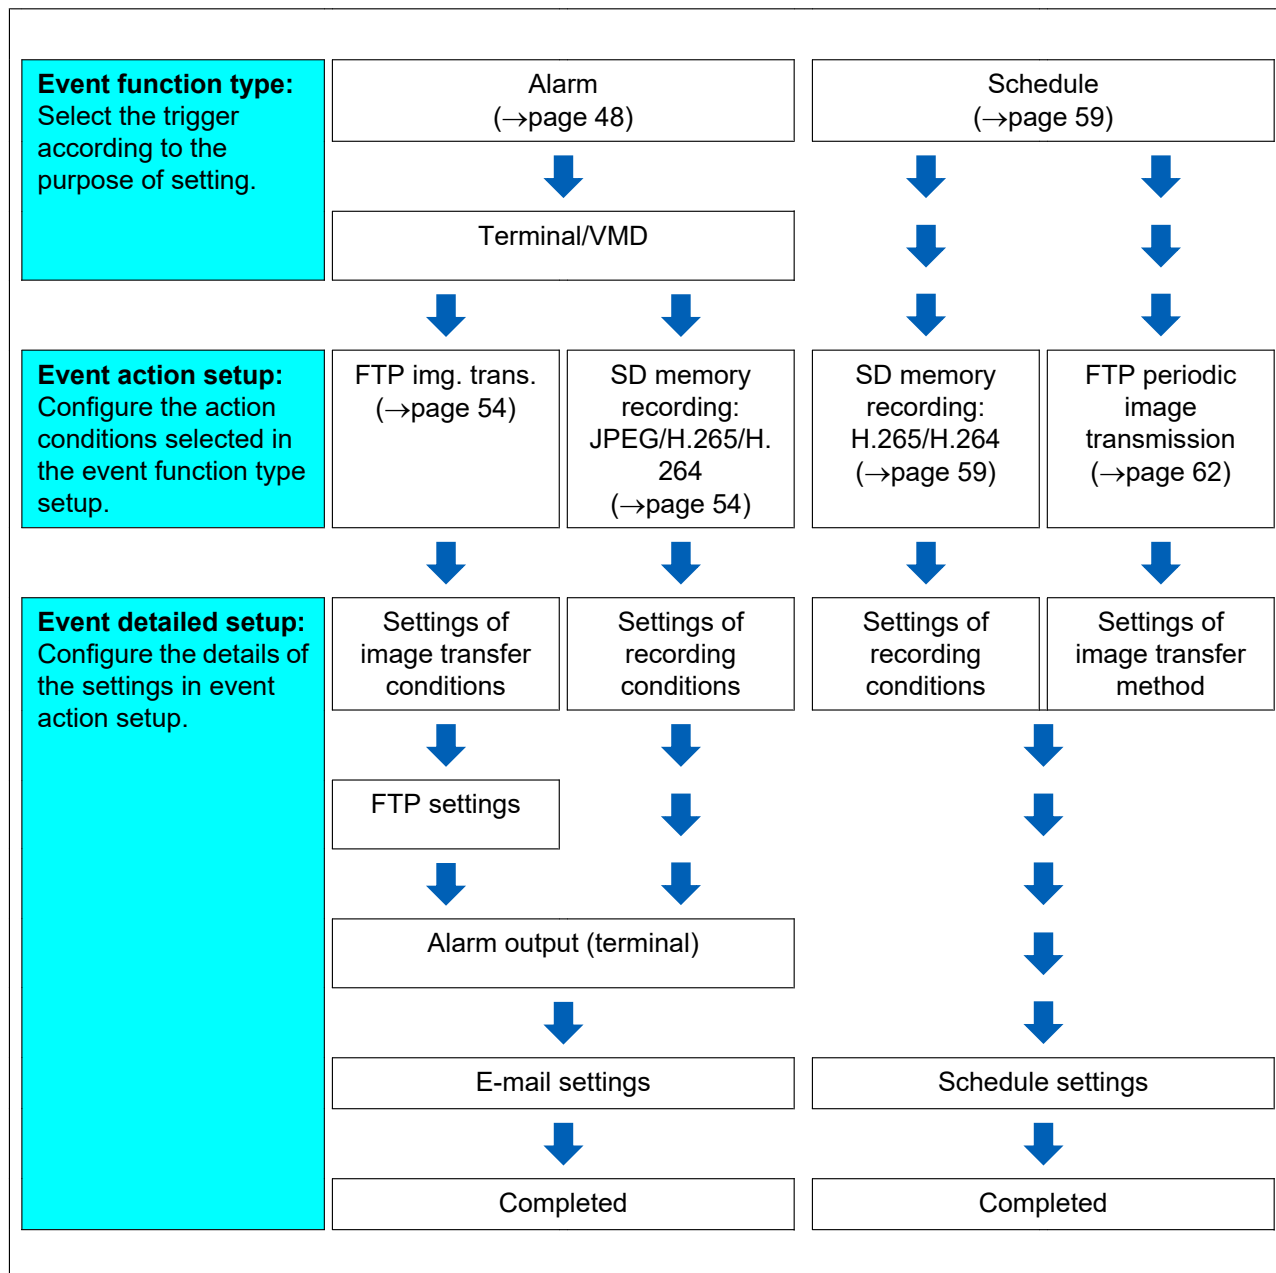 Event function type:
Select the trigger
according to the
purpose of setting.
Alarm
(→page 48)
Schedule
(→page 59)
Terminal/VMD
Event action setup:
Configure the action
conditions selected in
the event function type
setup.
FTP img. trans.
(→page 54)
SD memory
recording:
JPEG/H.265/H.
264
(→page 54)
SD memory
recording:
H.265/H.264
(→page 59)
FTP periodic
image
transmission
(→page 62)
Event detailed setup:
Configure the details of
the settings in event
action setup.
Settings of
image transfer
conditions
Settings of
recording
conditions
Settings of
recording
conditions
Settings of
image transfer
method
FTP settings
Alarm output (terminal)
E-mail settings
Schedule settings
Completed
Completed